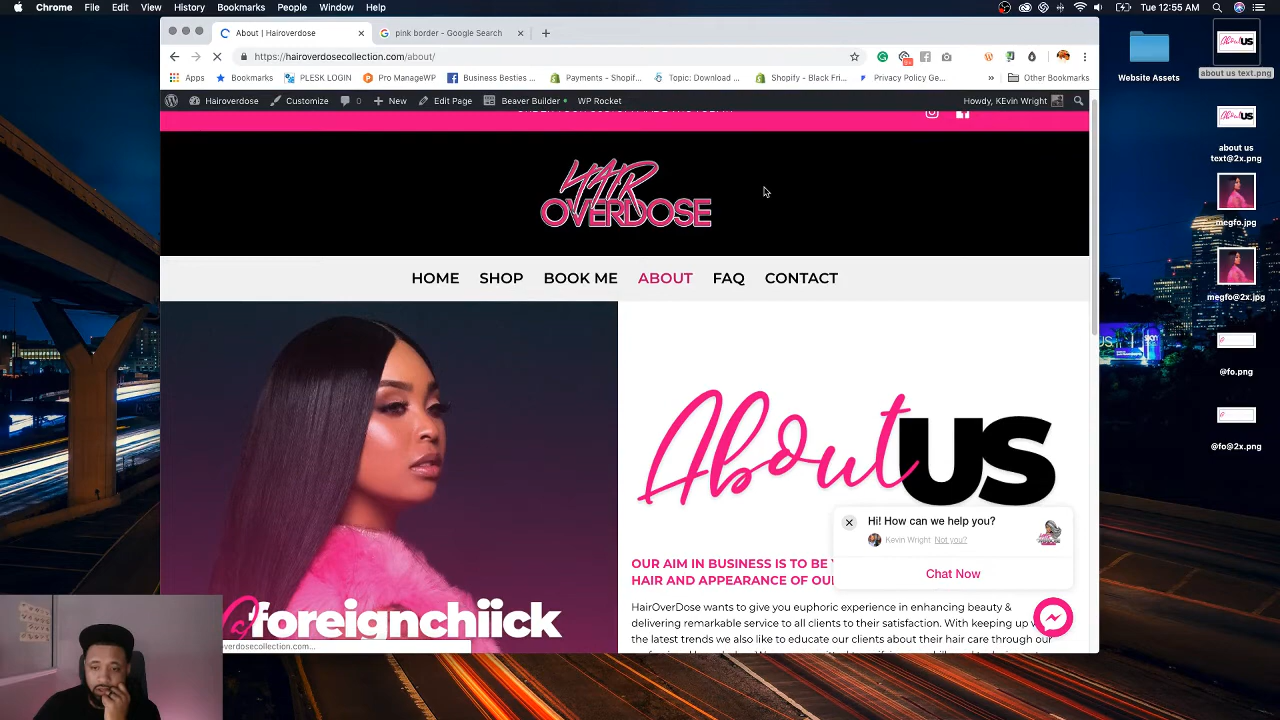 Chrome File Edit View History Bookmarks People Window Help
Tue 12:55 AM
About | Hairoverdose
pink border - Google Search
https://hairoverdosecollection.com/about/
Apps Bookmarks PLESK LOGIN Pro ManageWP Business Besties ... Payments - Shopif... Topic: Download ... Shopify - Black Fri... Privacy Policy Ge... » Other Bookmarks
Hairoverdose Customize 0 New Edit Page Beaver Builder WP Rocket Howdy, KEvin Wright
HAIR
OVERDOSE
HOME SHOP BOOK ME ABOUT FAQ CONTACT
About US
@foreignchiick
OUR AIM IN BUSINESS IS TO BE
HAIR AND APPEARANCE OF OU
HairOverDose wants to give you euphoric experience in enhancing beauty &
delivering remarkable service to all clients to their satisfaction. With keeping up
the latest trends we also like to educate our clients about their hair care through our
Hi! How can we help you?
Kevin Wright Not you?
Chat Now
overdosecollection.com...
Website Assets
About US
about us text.png
About US
about us
text@2x.png
megfo.jpg
megfo@2x.jpg
@fo.png
@fo@2x.png